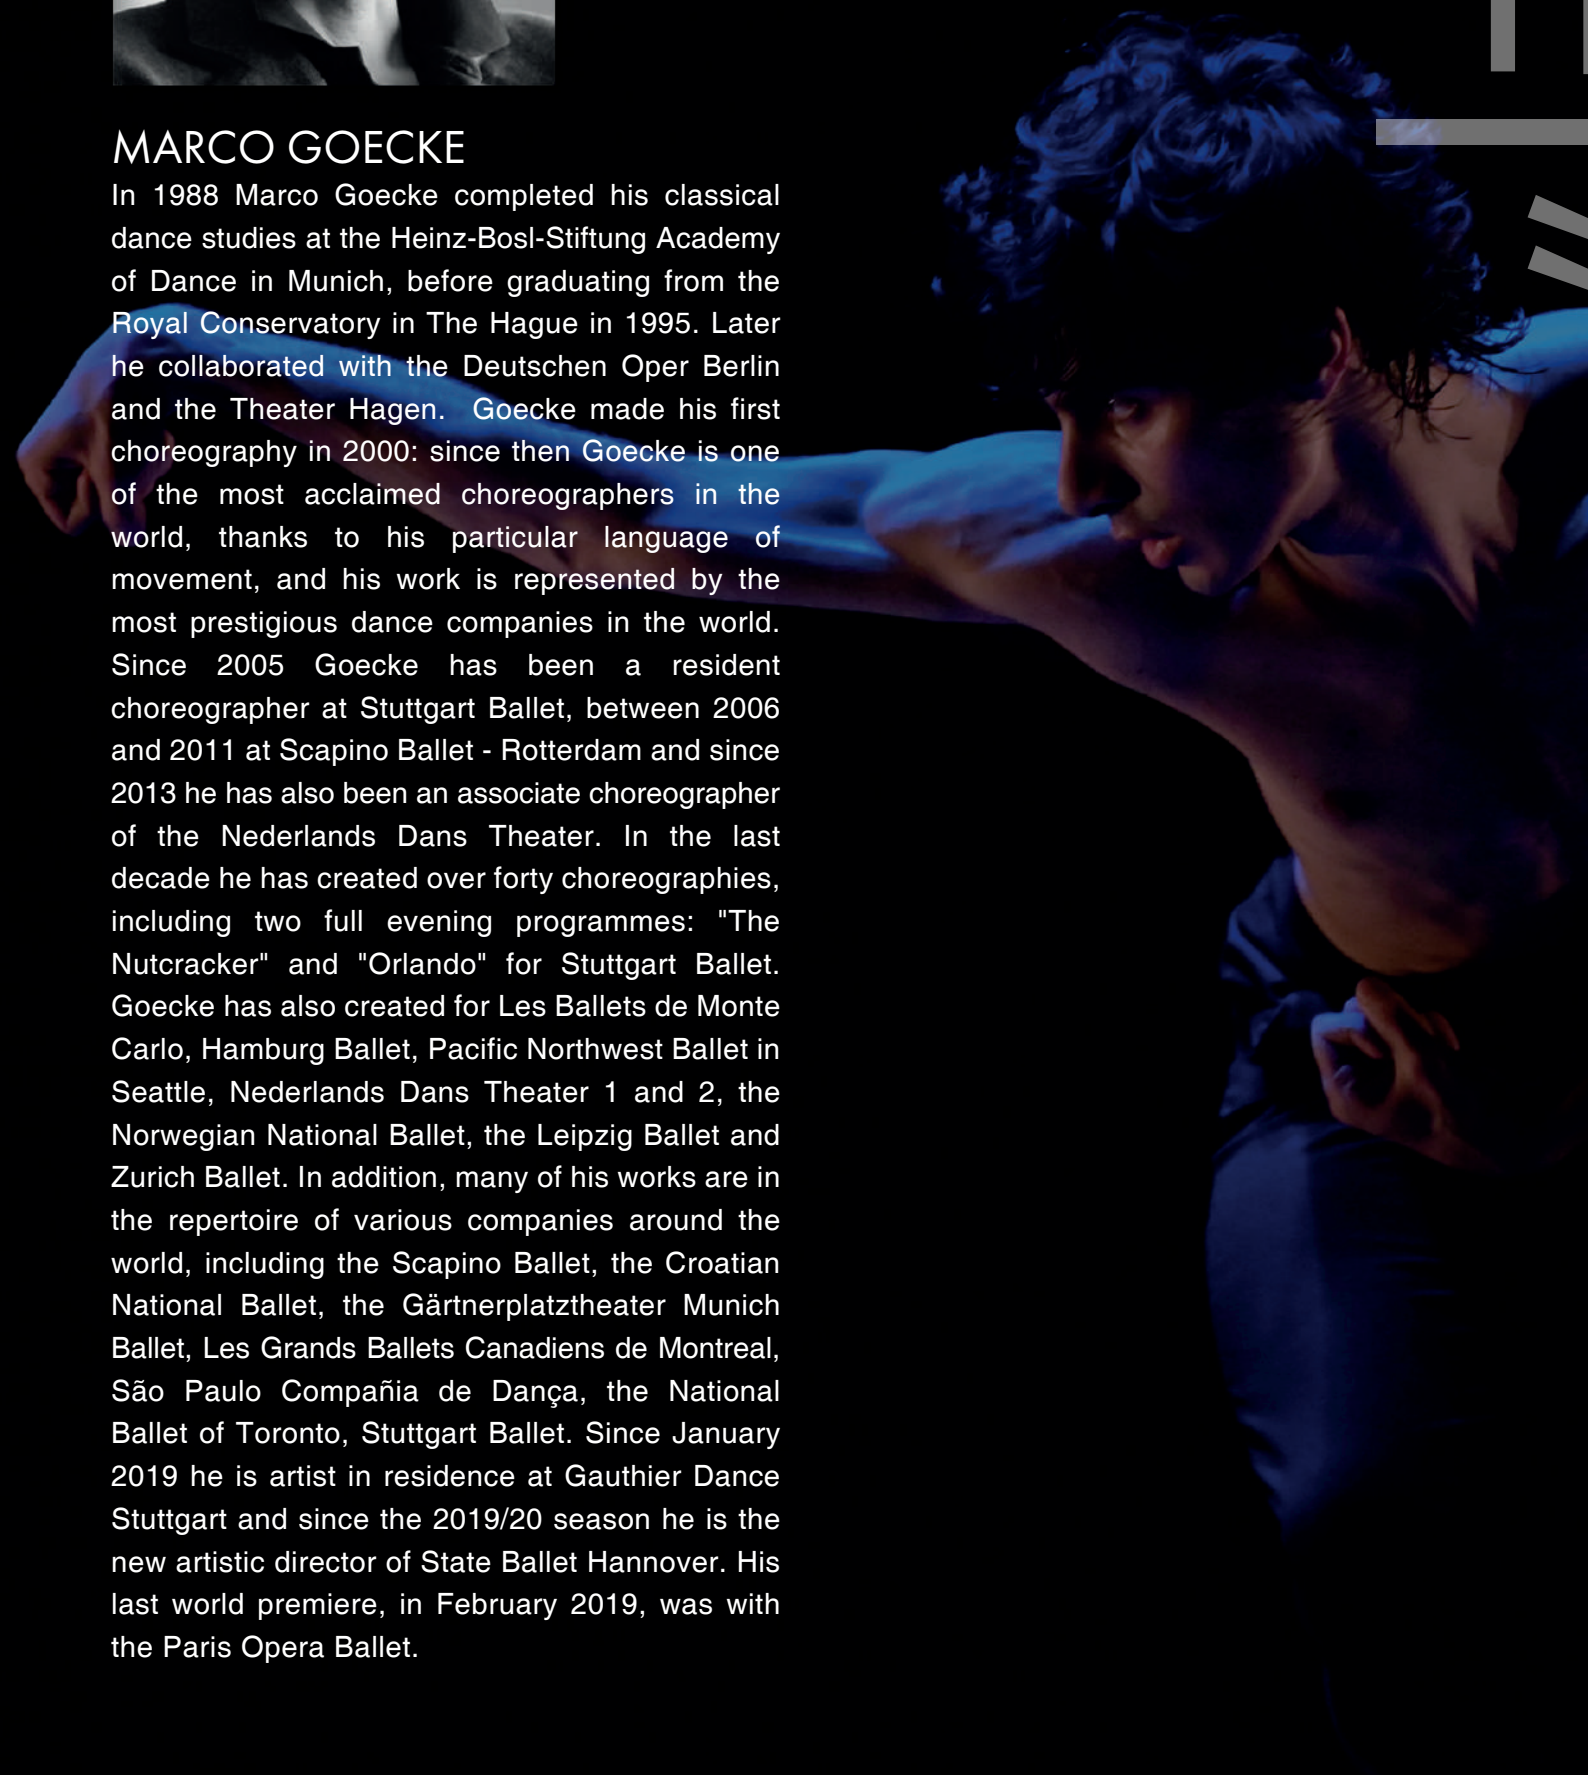 MARCO GOECKE
In 1988 Marco Goecke completed his classical
dance studies at the Heinz-Bosl-Stiftung Academy
of Dance in Munich, before graduating from the
Royal Conservatory in The Hague in 1995. Later
he collaborated with the Deutschen Oper Berlin
and the Theater Hagen.  Goecke made his first
choreography in 2000: since then Goecke is one
of the most acclaimed choreographers in the
world, thanks to his particular language of
movement, and his work is represented by the
most prestigious dance companies in the world.
Since 2005 Goecke has been a resident
choreographer at Stuttgart Ballet, between 2006
and 2011 at Scapino Ballet - Rotterdam and since
2013 he has also been an associate choreographer
of the Nederlands Dans Theater. In the last
decade he has created over forty choreographies,
including two full evening programmes: "The
Nutcracker" and "Orlando" for Stuttgart Ballet.
Goecke has also created for Les Ballets de Monte
Carlo, Hamburg Ballet, Pacific Northwest Ballet in
Seattle, Nederlands Dans Theater 1 and 2, the
Norwegian National Ballet, the Leipzig Ballet and
Zurich Ballet. In addition, many of his works are in
the repertoire of various companies around the
world, including the Scapino Ballet, the Croatian
National Ballet, the Gärtnerplatztheater Munich
Ballet, Les Grands Ballets Canadiens de Montreal,
São Paulo Compañia de Dança, the National
Ballet of Toronto, Stuttgart Ballet. Since January
2019 he is artist in residence at Gauthier Dance
Stuttgart and since the 2019/20 season he is the
new artistic director of State Ballet Hannover. His
last world premiere, in February 2019, was with
the Paris Opera Ballet.